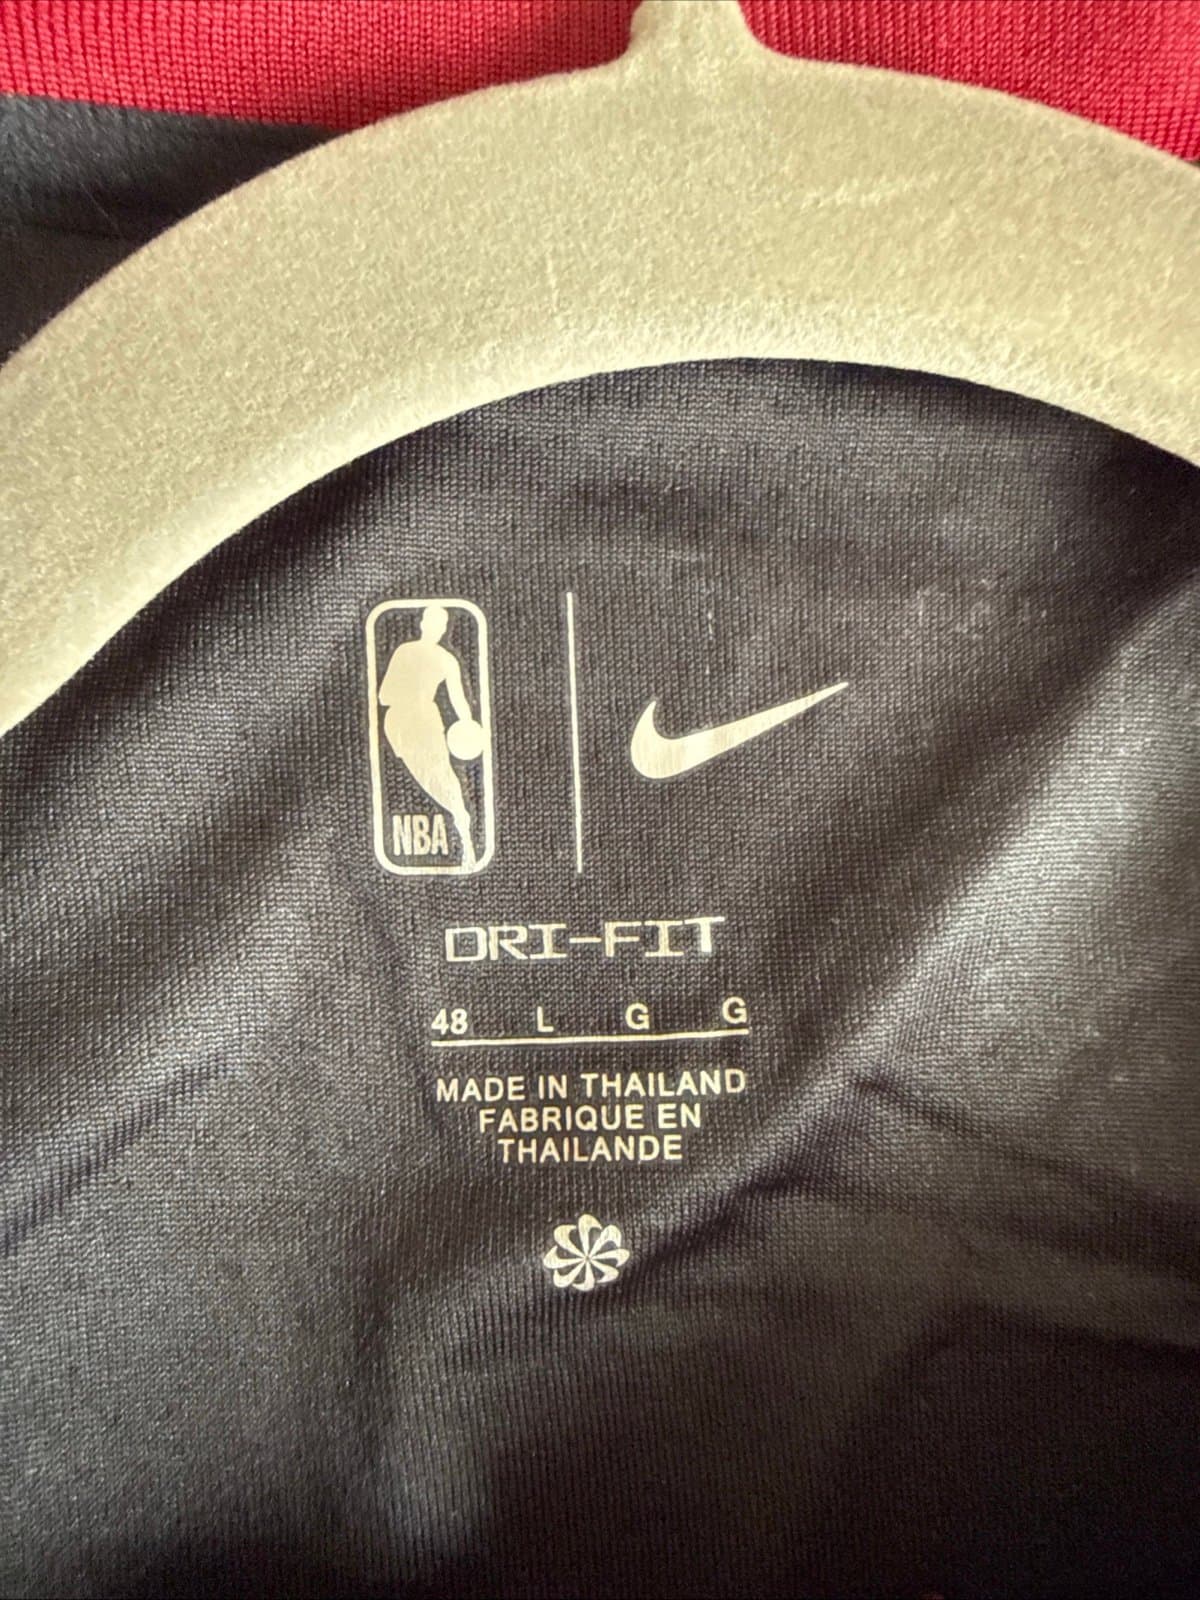 NBA
DRI-FIT
48 L G G
MADE IN THAILAND
FABRIQUE EN
THAILANDE